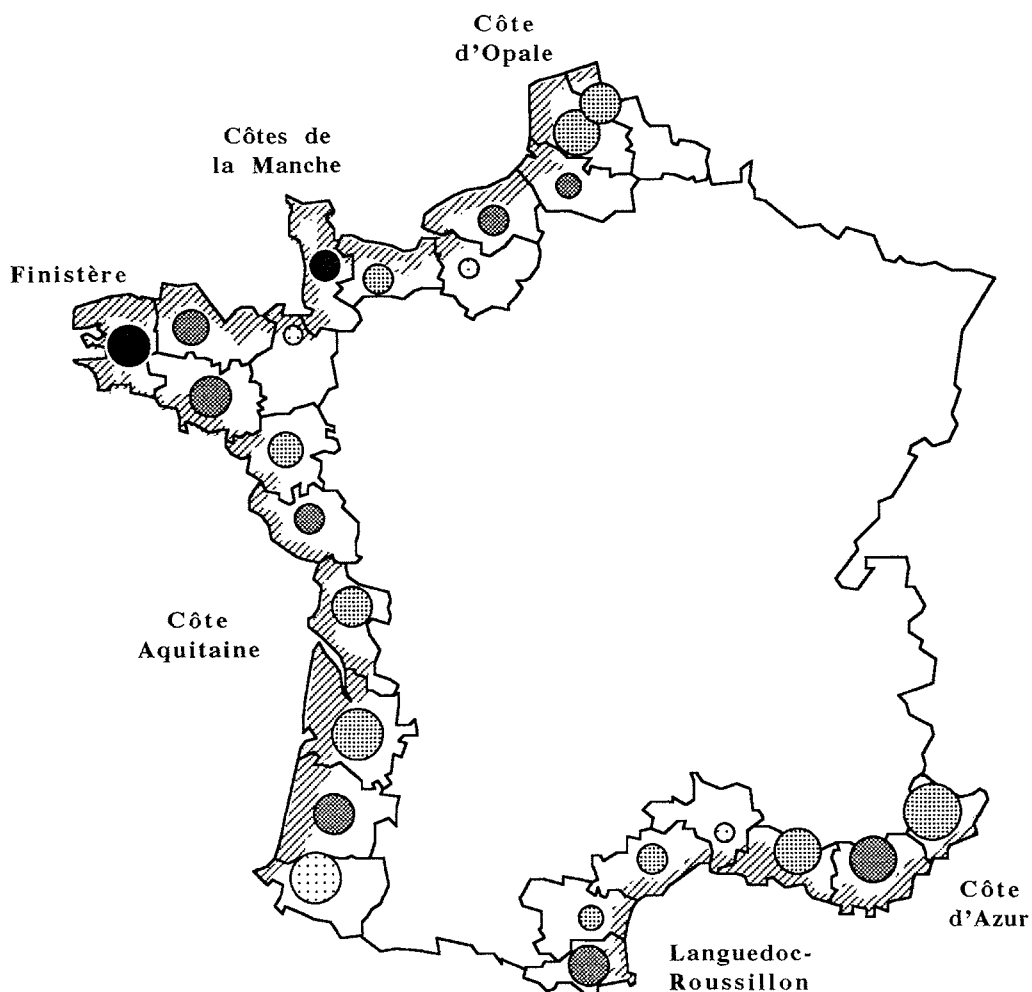 Côte
d'Opale
Côtes de
la Manche
Finistère
Côte
Aquitaine
Côte
d'Azur
Languedoc-
Roussillon